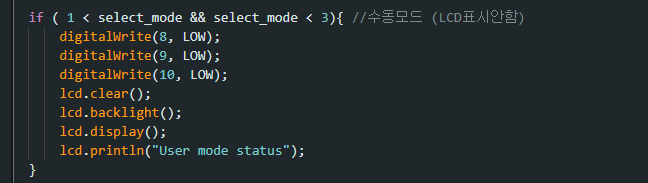 if ( 1 < select_mode && select_mode < 3){ //수동모드 (LCD표시안함)
digitalWrite(8, LOW);
digitalWrite(9, LOW);
digitalWrite(10, LOW);
lcd.clear();
lcd.backlight();
lcd.display();
lcd.println("User mode status");
}